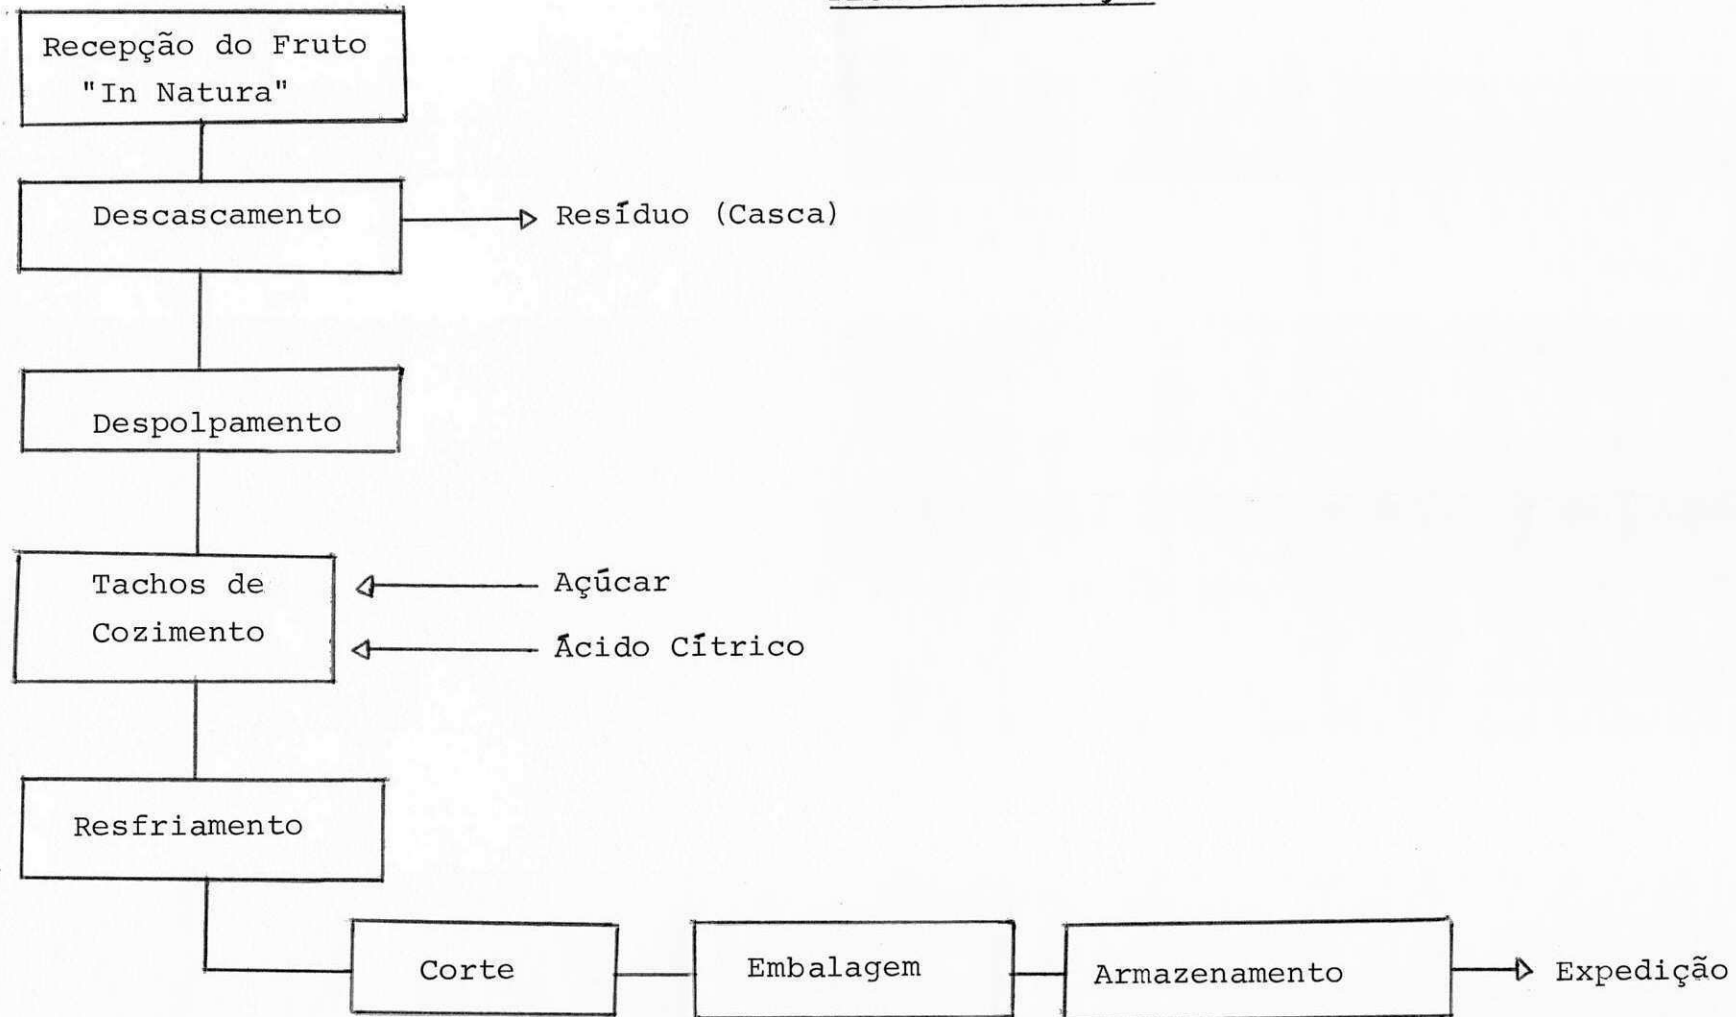 Recepção do Fruto
"In Natura"
Descascamento
Resíduo (Casca)
Despolpamento
Tachos de
Cozimento
Açúcar
Ácido Cítrico
Resfriamento
Corte
Embalagem
Armazenamento
Expedição